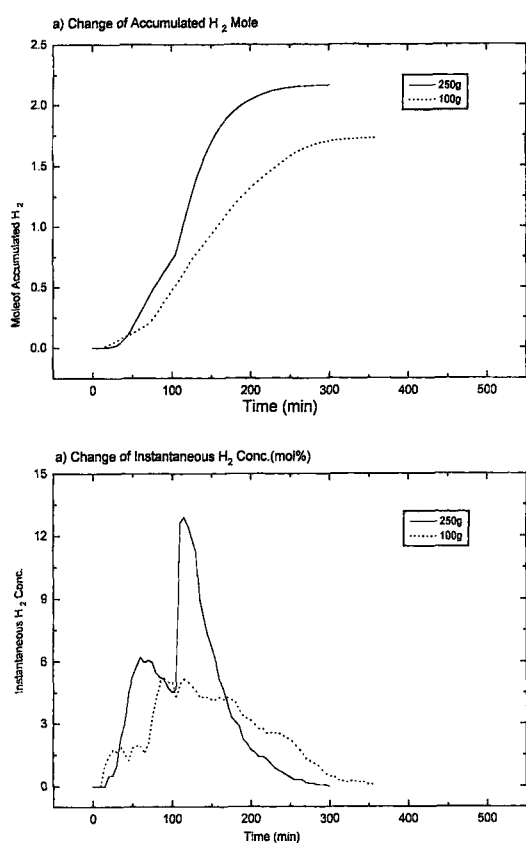 a) Change of Accumulated H2 Mole
2.5
2.0
1.5
1.0
0.5
0.0
Moleof Accumulated H2
250g
100g
0 100 200 300 400 500
Time (min)
a) Change of Instantaneous H2 Conc.(mol%)
15
12
9
6
3
0
Instantaneous H2 Conc.
250g
100g
0 100 200 300 400 500
Time (min)